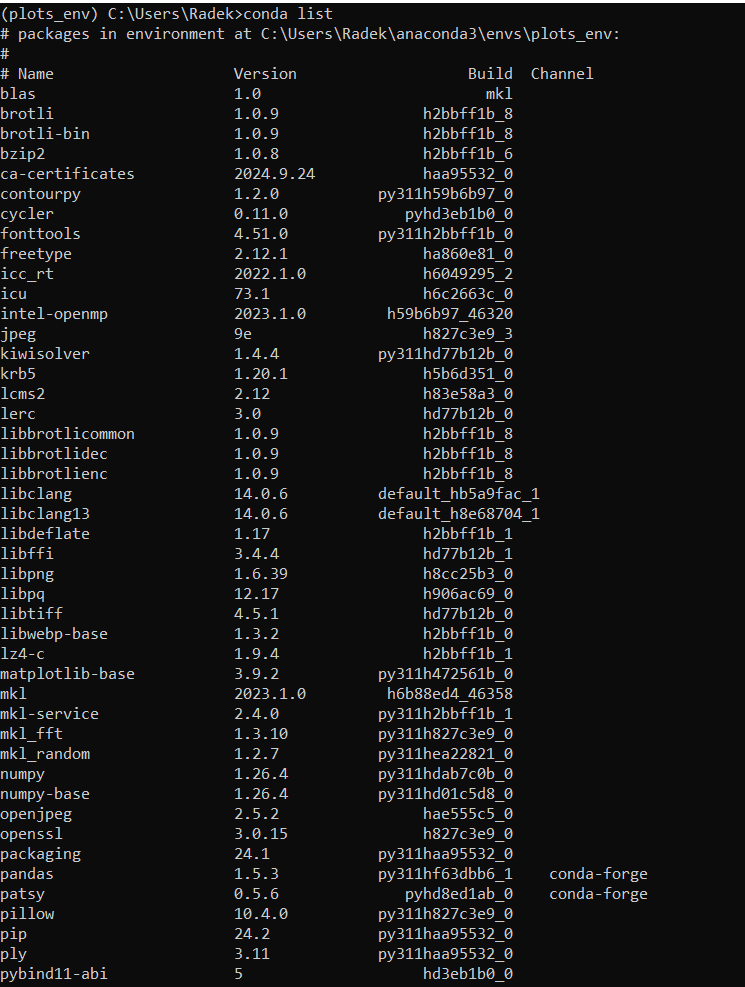 (plots_env) C:\Users\Radek>conda list
# packages in environment at C:\Users\Radek\anaconda3\envs\plots_env:
#
# Name                    Version                   Build  Channel
blas                      1.0                         mkl
brotli                    1.0.9                h2bbff1b_8
brotli-bin                1.0.9                h2bbff1b_8
bzip2                     1.0.8                h2bbff1b_6
ca-certificates           2024.9.24            haa95532_0
contourpy                 1.2.0           py311h59b6b97_0
cycler                    0.11.0             pyhd3eb1b0_0
fonttools                 4.51.0          py311h2bbff1b_0
freetype                  2.12.1               ha860e81_0
icc_rt                    2022.1.0             h6049295_2
icu                       73.1                 h6c2663c_0
intel-openmp              2023.1.0         h59b6b97_46320
jpeg                      9e                   h827c3e9_3
kiwisolver                1.4.4           py311hd77b12b_0
krb5                      1.20.1               h5b6d351_0
lcms2                     2.12                 h83e58a3_0
lerc                      3.0                  hd77b12b_0
libbrotlicommon           1.0.9                h2bbff1b_8
libbrotlidec              1.0.9                h2bbff1b_8
libbrotlienc              1.0.9                h2bbff1b_8
libclang                  14.0.6          default_hb5a9fac_1
libclang13                14.0.6          default_h8e68704_1
libdeflate                1.17                 h2bbff1b_1
libffi                    3.4.4                hd77b12b_1
libpng                    1.6.39               h8cc25b3_0
libpq                     12.17                h906ac69_0
libtiff                   4.5.1                hd77b12b_0
libwebp-base              1.3.2                h2bbff1b_0
lz4-c                     1.9.4                h2bbff1b_1
matplotlib-base           3.9.2           py311h472561b_0
mkl                       2023.1.0         h6b88ed4_46358
mkl-service               2.4.0           py311h2bbff1b_1
mkl_fft                   1.3.10          py311h827c3e9_0
mkl_random                1.2.7           py311hea22821_0
numpy                     1.26.4          py311hdab7c0b_0
numpy-base                1.26.4          py311hd01c5d8_0
openjpeg                  2.5.2                hae555c5_0
openssl                   3.0.15               h827c3e9_0
packaging                 24.1            py311haa95532_0
pandas                    1.5.3           py311hf63dbb6_1    conda-forge
patsy                     0.5.6              pyhd8ed1ab_0    conda-forge
pillow                    10.4.0          py311h827c3e9_0
pip                       24.2            py311haa95532_0
ply                       3.11            py311haa95532_0
pybind11-abi              5                    hd3eb1b0_0